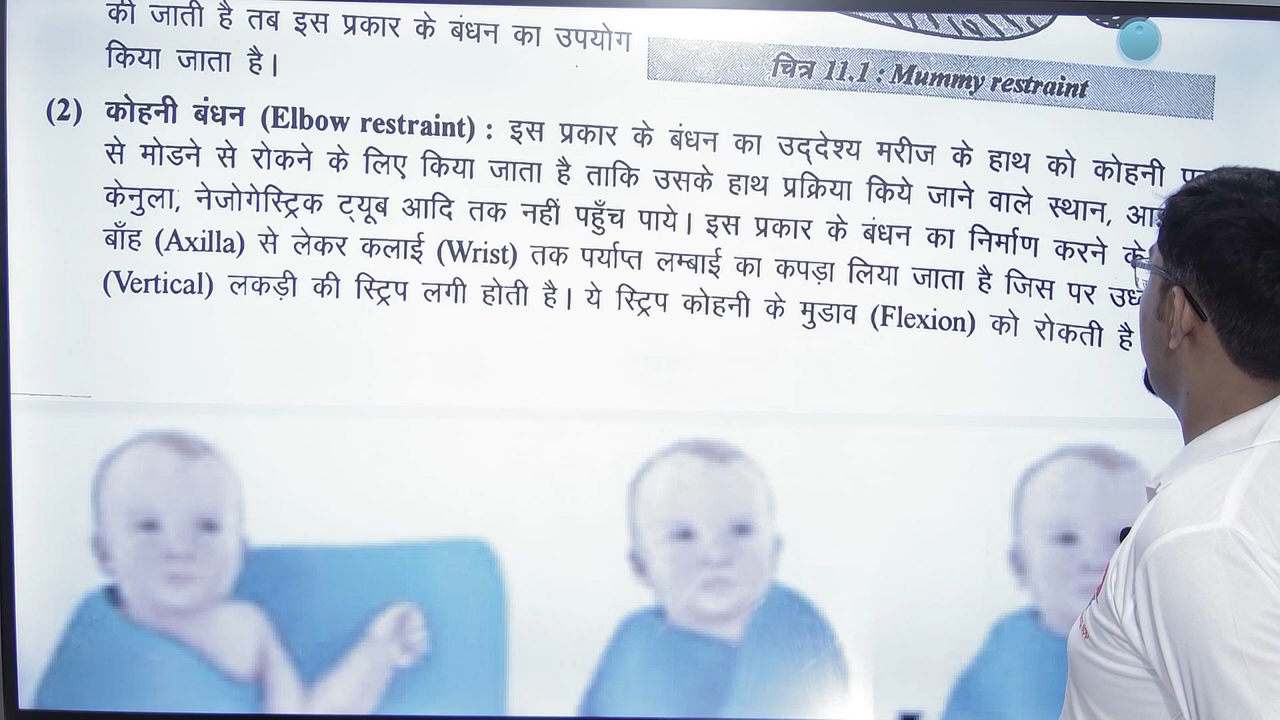 की जाती है तब इस प्रकार के बंधन का उपयोग
किया जाता है।
चित्र 11.1 : Mummy restraint
(2) कोहनी बंधन (Elbow restraint) : इस प्रकार के बंधन का उद्देश्य मरीज के हाथ को कोहनी
से मोडने से रोकने के लिए किया जाता है ताकि उसके हाथ प्रक्रिया किये जाने वाले स्थान,
केनुला, नेजोगेस्ट्रिक ट्यूब आदि तक नहीं पहुँच पाये। इस प्रकार के बंधन का निर्माण करने के
बाँह (Axilla) से लेकर कलाई (Wrist) तक पर्याप्त लम्बाई का कपड़ा लिया जाता है जिस पर
(Vertical) लकड़ी की स्ट्रिप लगी होती है। ये स्ट्रिप कोहनी के मुडाव (Flexion) को रोकती है